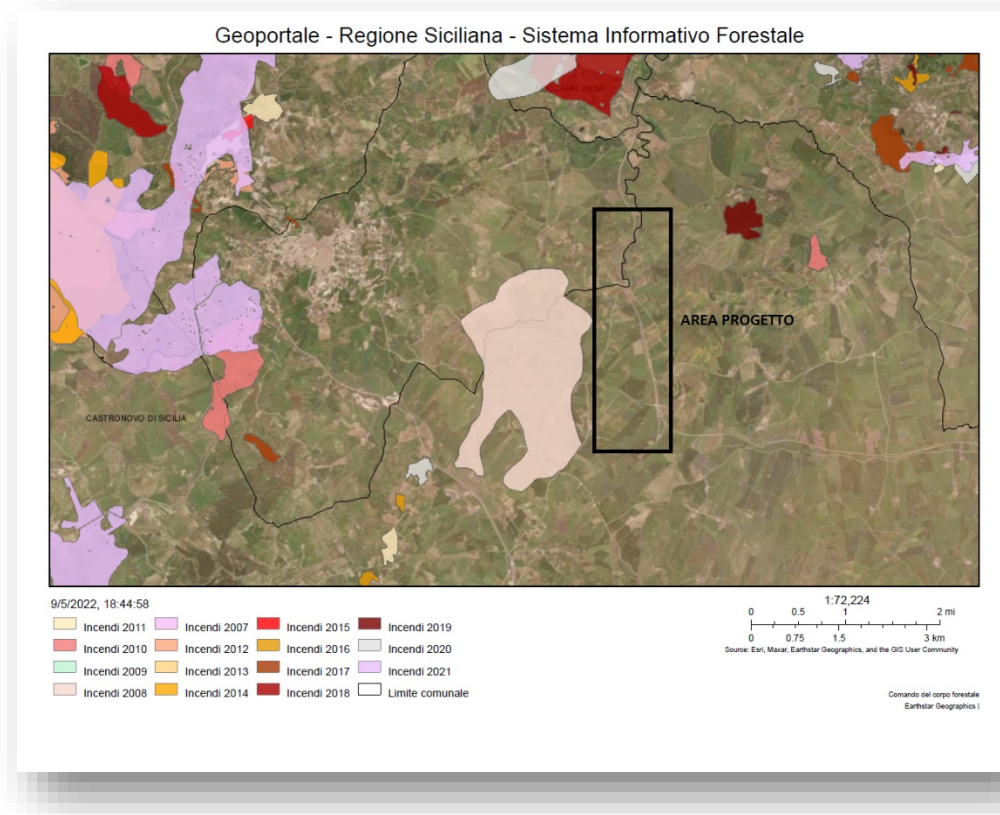 Geoportale - Regione Siciliana - Sistema Informativo Forestale
AREA PROGETTO
CASTRONOVO DI SICILIA
9/5/2022, 18:44:58
Incendi 2011
Incendi 2007
Incendi 2015
Incendi 2019
Incendi 2010
Incendi 2012
Incendi 2016
Incendi 2020
Incendi 2009
Incendi 2013
Incendi 2017
Incendi 2021
Incendi 2008
Incendi 2014
Incendi 2018
Limite comunale
1:72,224
0 0.5 1 2 mi
0 0.75 1.5 3 km
Source: Esri, Maxar, Earthstar Geographics, and the GIS User Community
Comando del corpo forestale
Earthstar Geographics |